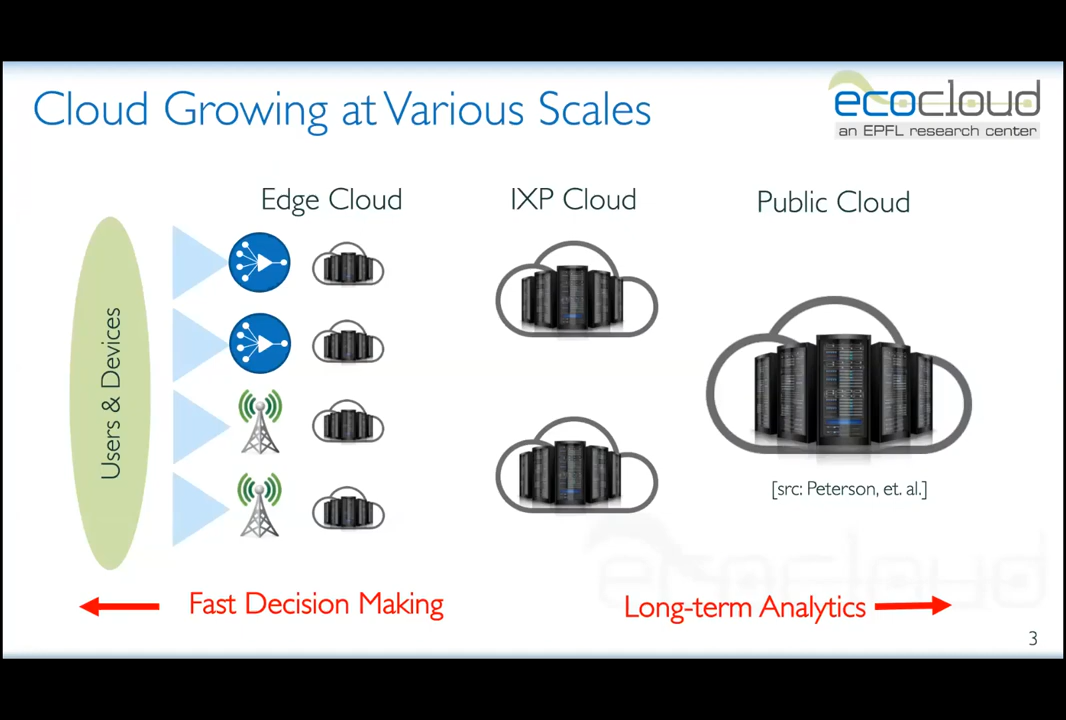 Cloud Growing at Various Scales
ecocloud
an EPFL research center
Edge Cloud
IXP Cloud
Public Cloud
Users & Devices
[src: Peterson, et. al.]
ecocloud
Fast Decision Making
Long-term Analytics
3